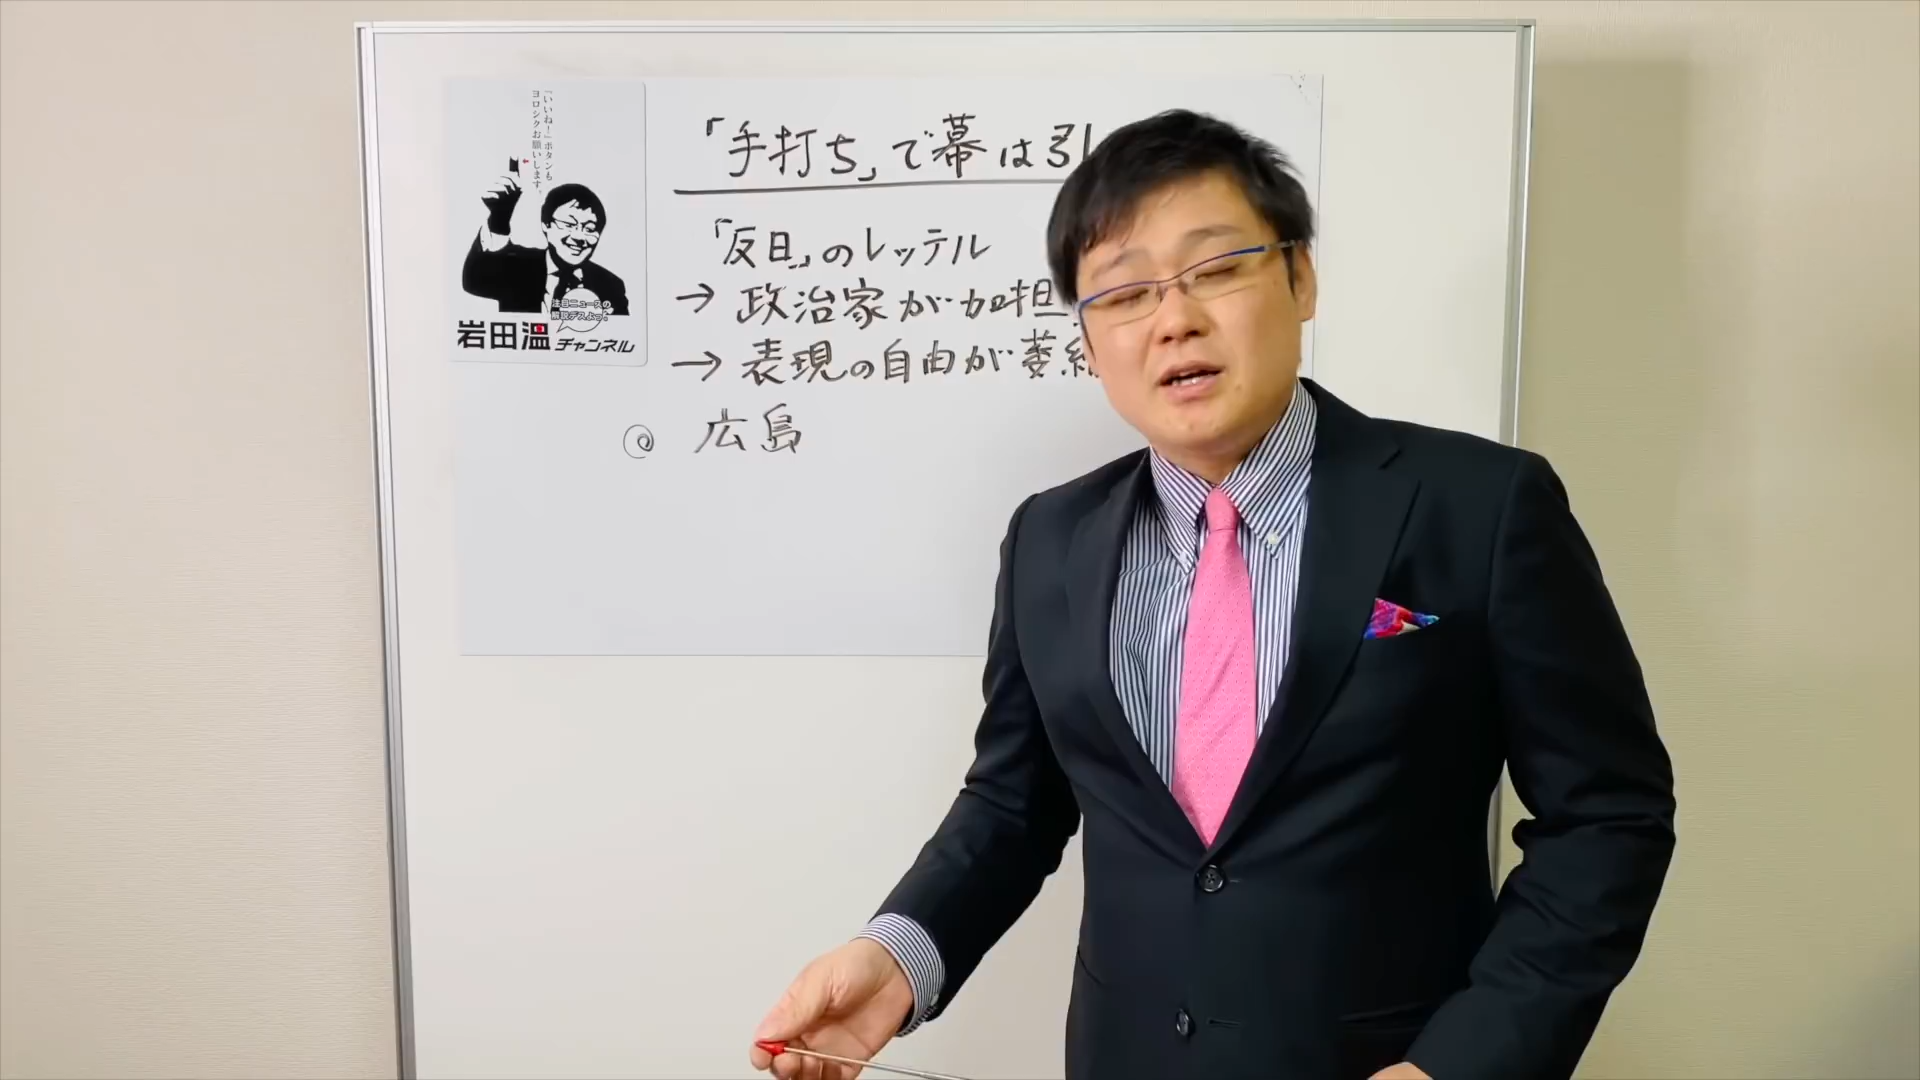 「いいね！」ボタンも
ヨロシクお願いします。
注目ニュースの
解説デスよっ！
岩田温
チャンネル
「手打ち」で幕は引
「反日」のレッテル
→ 政治家が加担
→ 表現の自由が萎縮
◎ 広島